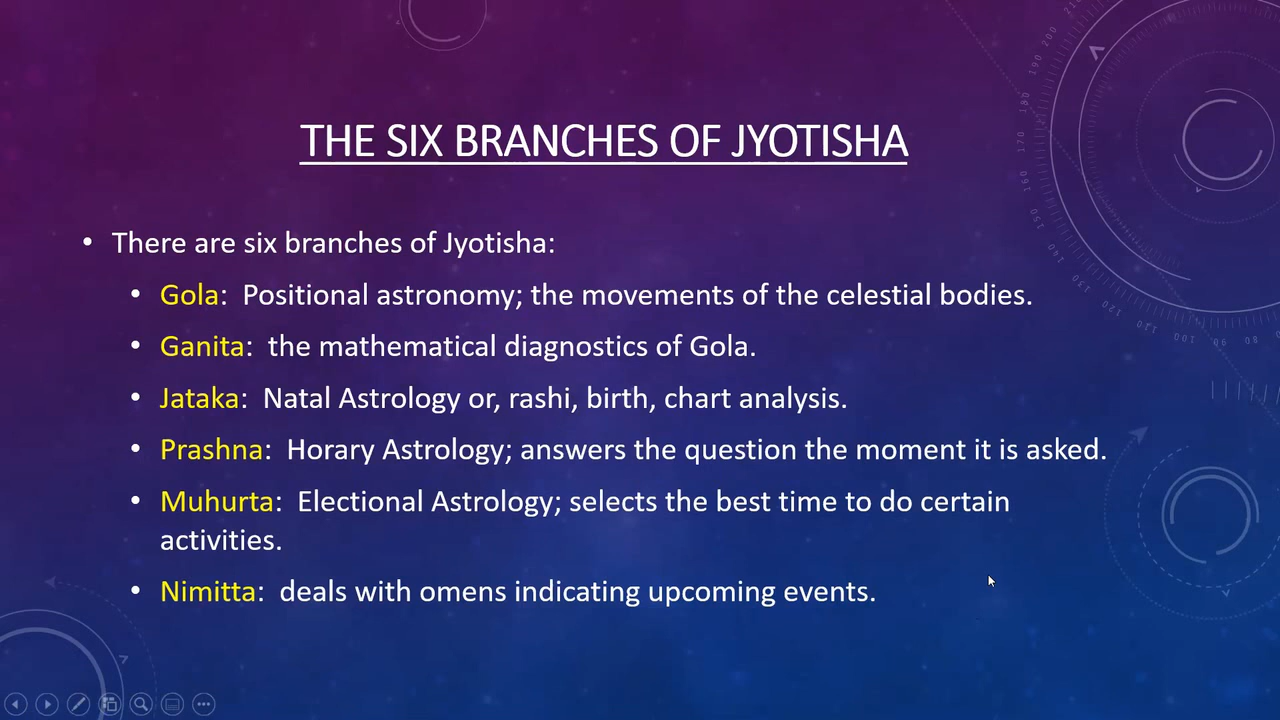 THE SIX BRANCHES OF JYOTISHA
• There are six branches of Jyotisha:
• Gola: Positional astronomy; the movements of the celestial bodies.
• Ganita: the mathematical diagnostics of Gola.
• Jataka: Natal Astrology or, rashi, birth, chart analysis.
• Prashna: Horary Astrology; answers the question the moment it is asked.
• Muhurta: Electional Astrology; selects the best time to do certain
activities.
• Nimitta: deals with omens indicating upcoming events.